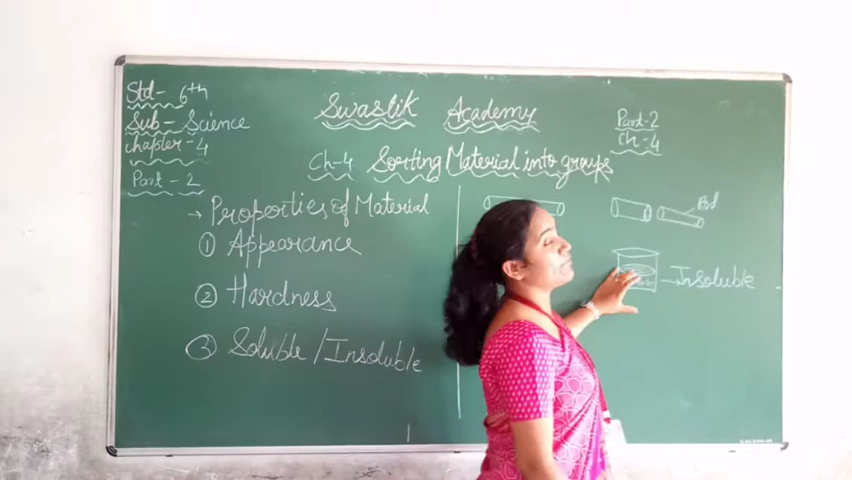 Std- 6th
Sub- Science
chapter-4
Part-2
Swastik Academy
Part-2
Ch-4
Ch-4 Sorting Material into groups
→ Properties of Material
① Appearance
② Hardness
③ Soluble/Insoluble
Rod
Insoluble